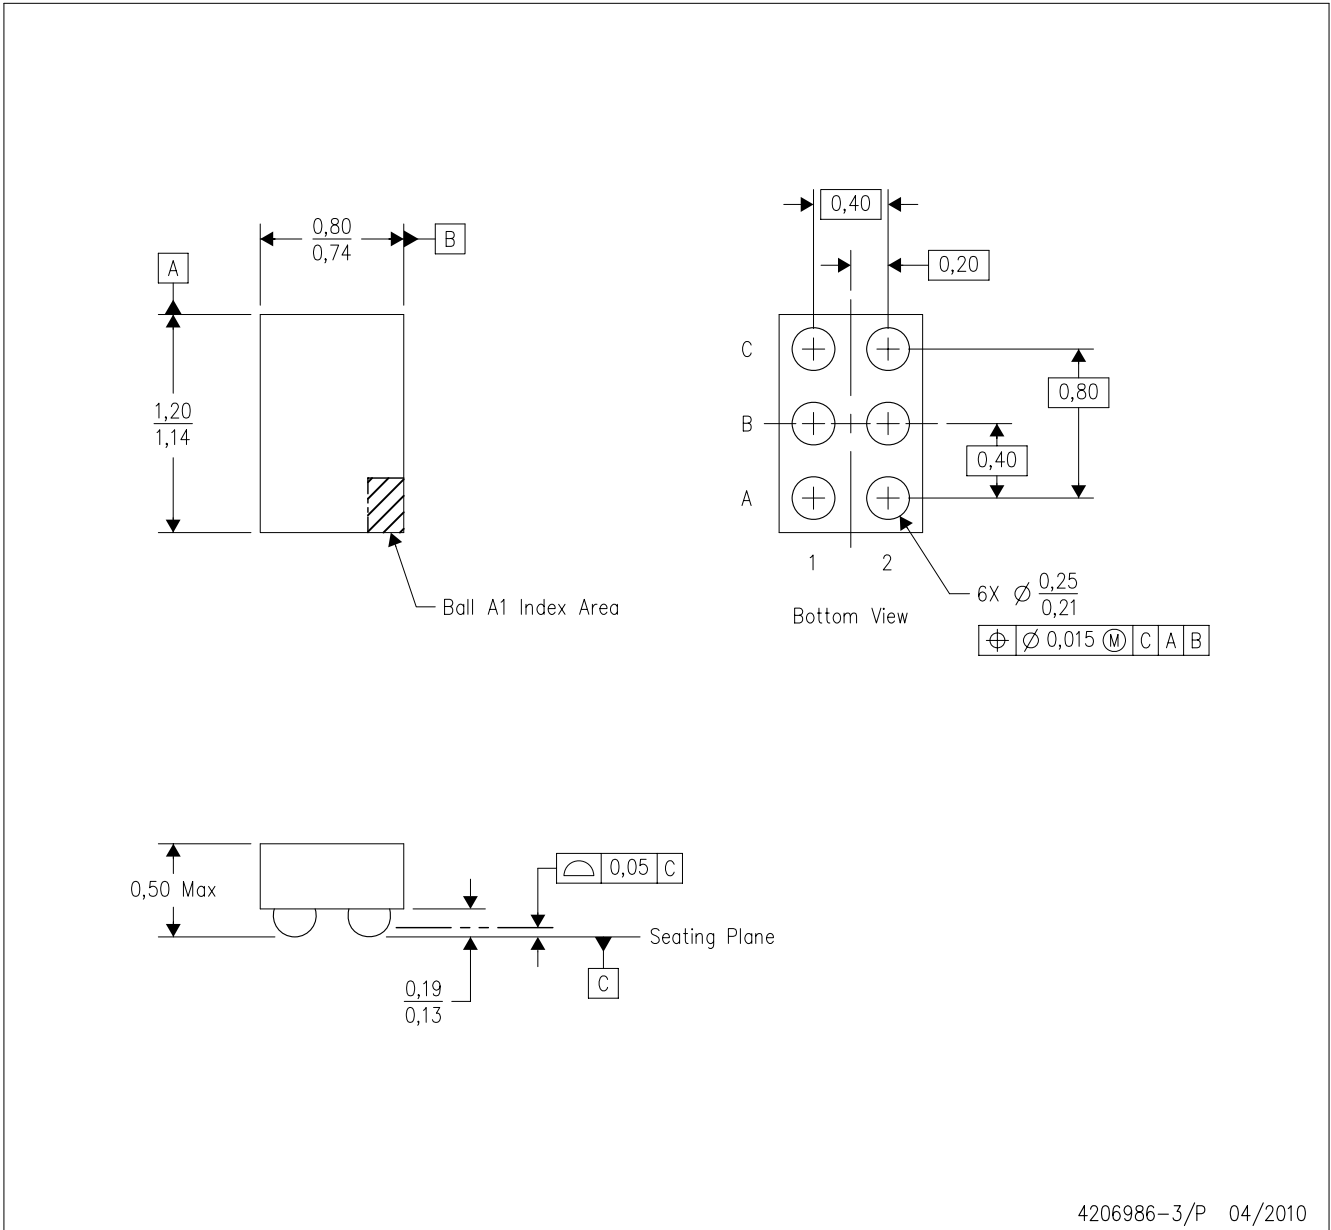 0,40
0,80
0,74
B
0,20
A
C
0,80
1,20
1,14
B
0,40
A
1 2
6X Ø 0,25
0,21
Ball A1 Index Area
Bottom View
⌖ Ø 0,015 Ⓜ C A B
⌓ 0,05 C
0,50 Max
Seating Plane
C
0,19
0,13
4206986-3/P 04/2010